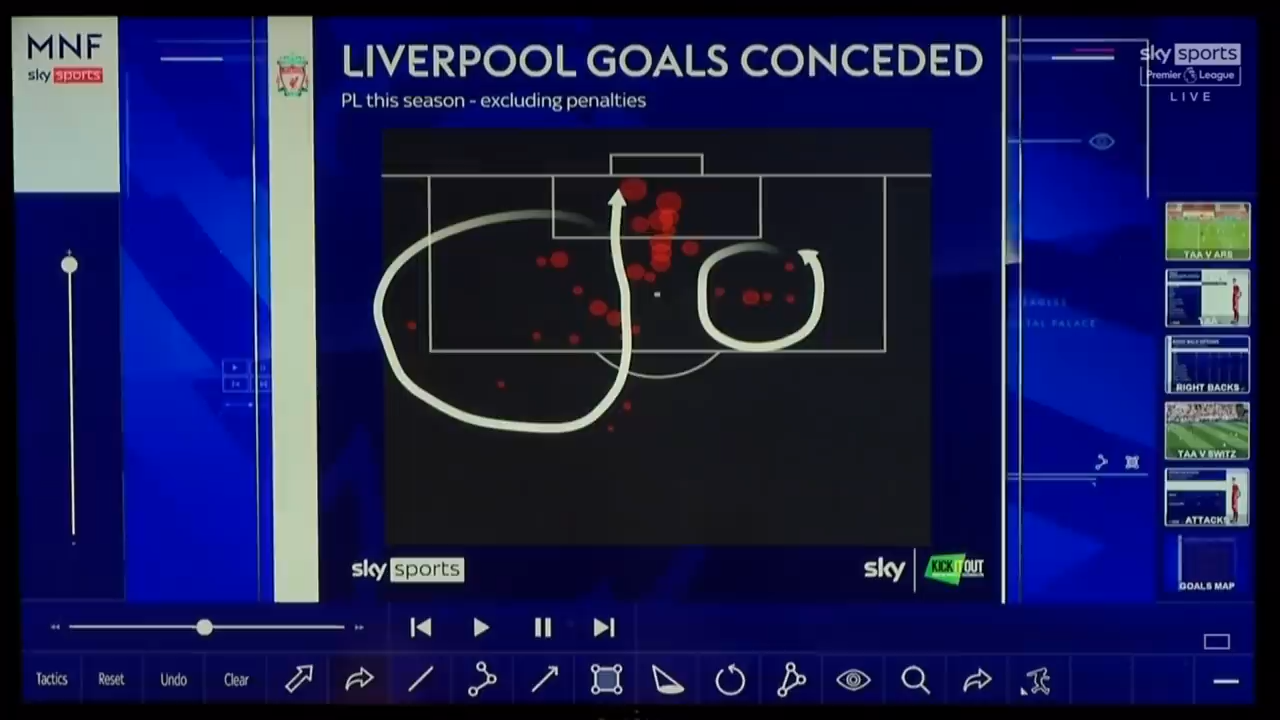 MNF
sky sports
LIVERPOOL GOALS CONCEDED
PL this season - excluding penalties
sky sports
Premier League
LIVE
TAA V ARS
TAA
RIGHT BACKS
TAA V SWITZ
ATTACKS
GOALS MAP
sky sports
sky
KICK IT OUT
Tactics
Reset
Undo
Clear